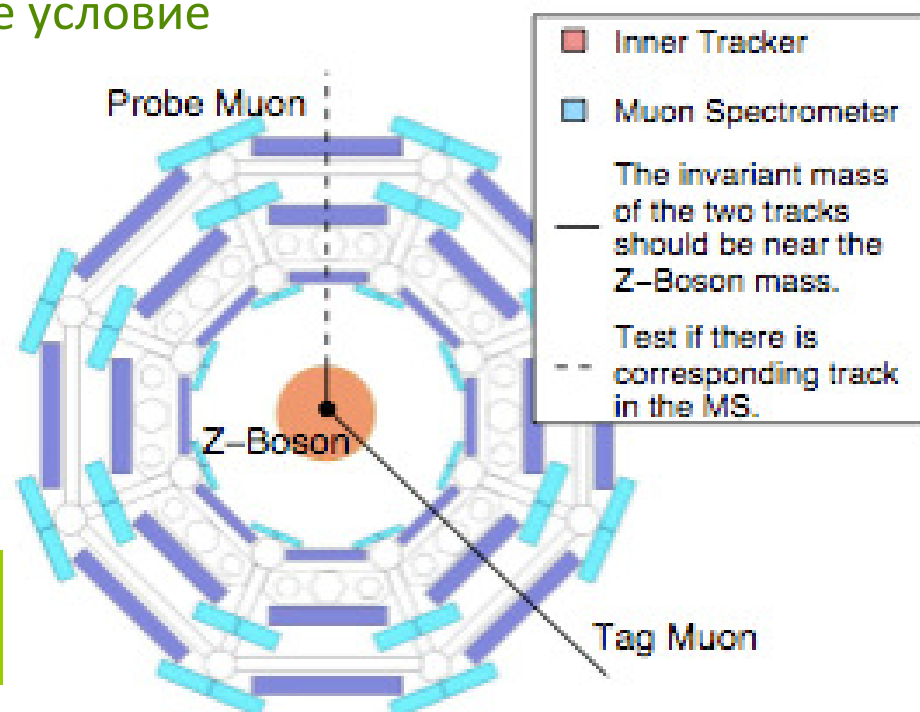 е условие
Probe Muon
Inner Tracker
Muon Spectrometer
The invariant mass
of the two tracks
should be near the
Z−Boson mass.
Test if there is
corresponding track
in the MS.
Z−Boson
Tag Muon